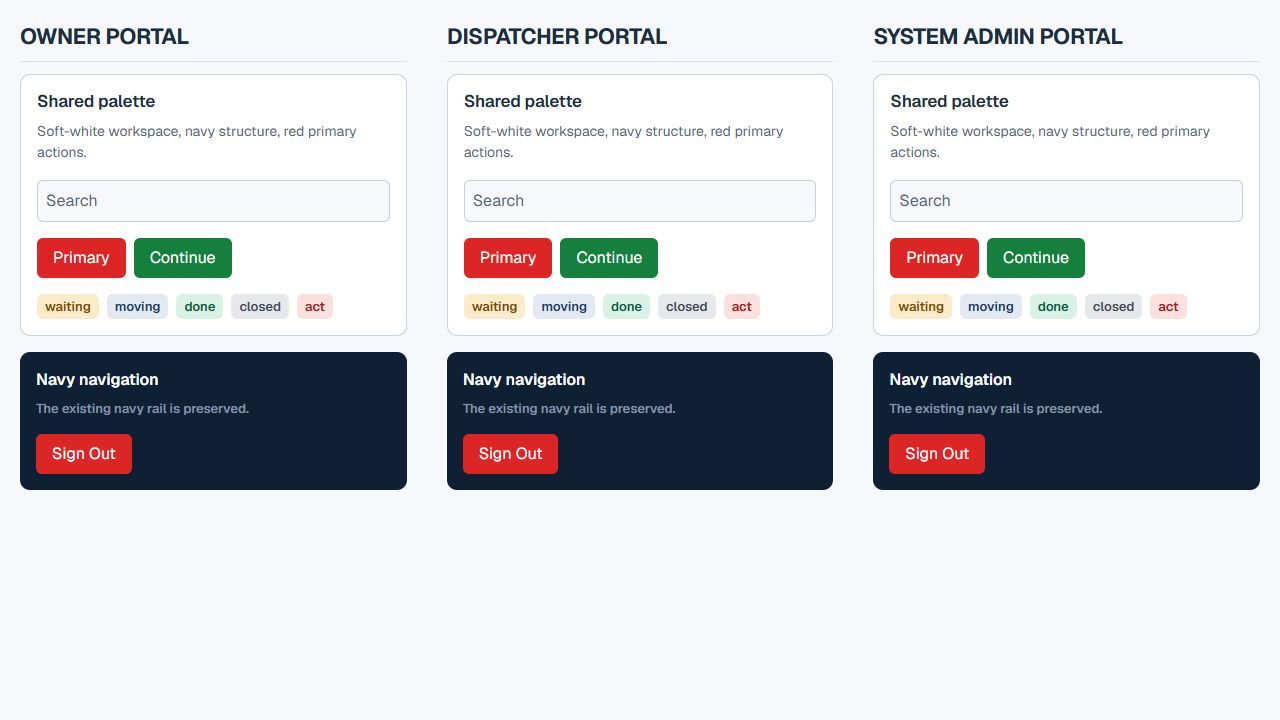 OWNER PORTAL
Shared palette
Soft-white workspace, navy structure, red primary
actions.
Search
Primary
Continue
waiting
moving
done
closed
act
Navy navigation
The existing navy rail is preserved.
Sign Out
DISPATCHER PORTAL
Shared palette
Soft-white workspace, navy structure, red primary
actions.
Search
Primary
Continue
waiting
moving
done
closed
act
Navy navigation
The existing navy rail is preserved.
Sign Out
SYSTEM ADMIN PORTAL
Shared palette
Soft-white workspace, navy structure, red primary
actions.
Search
Primary
Continue
waiting
moving
done
closed
act
Navy navigation
The existing navy rail is preserved.
Sign Out